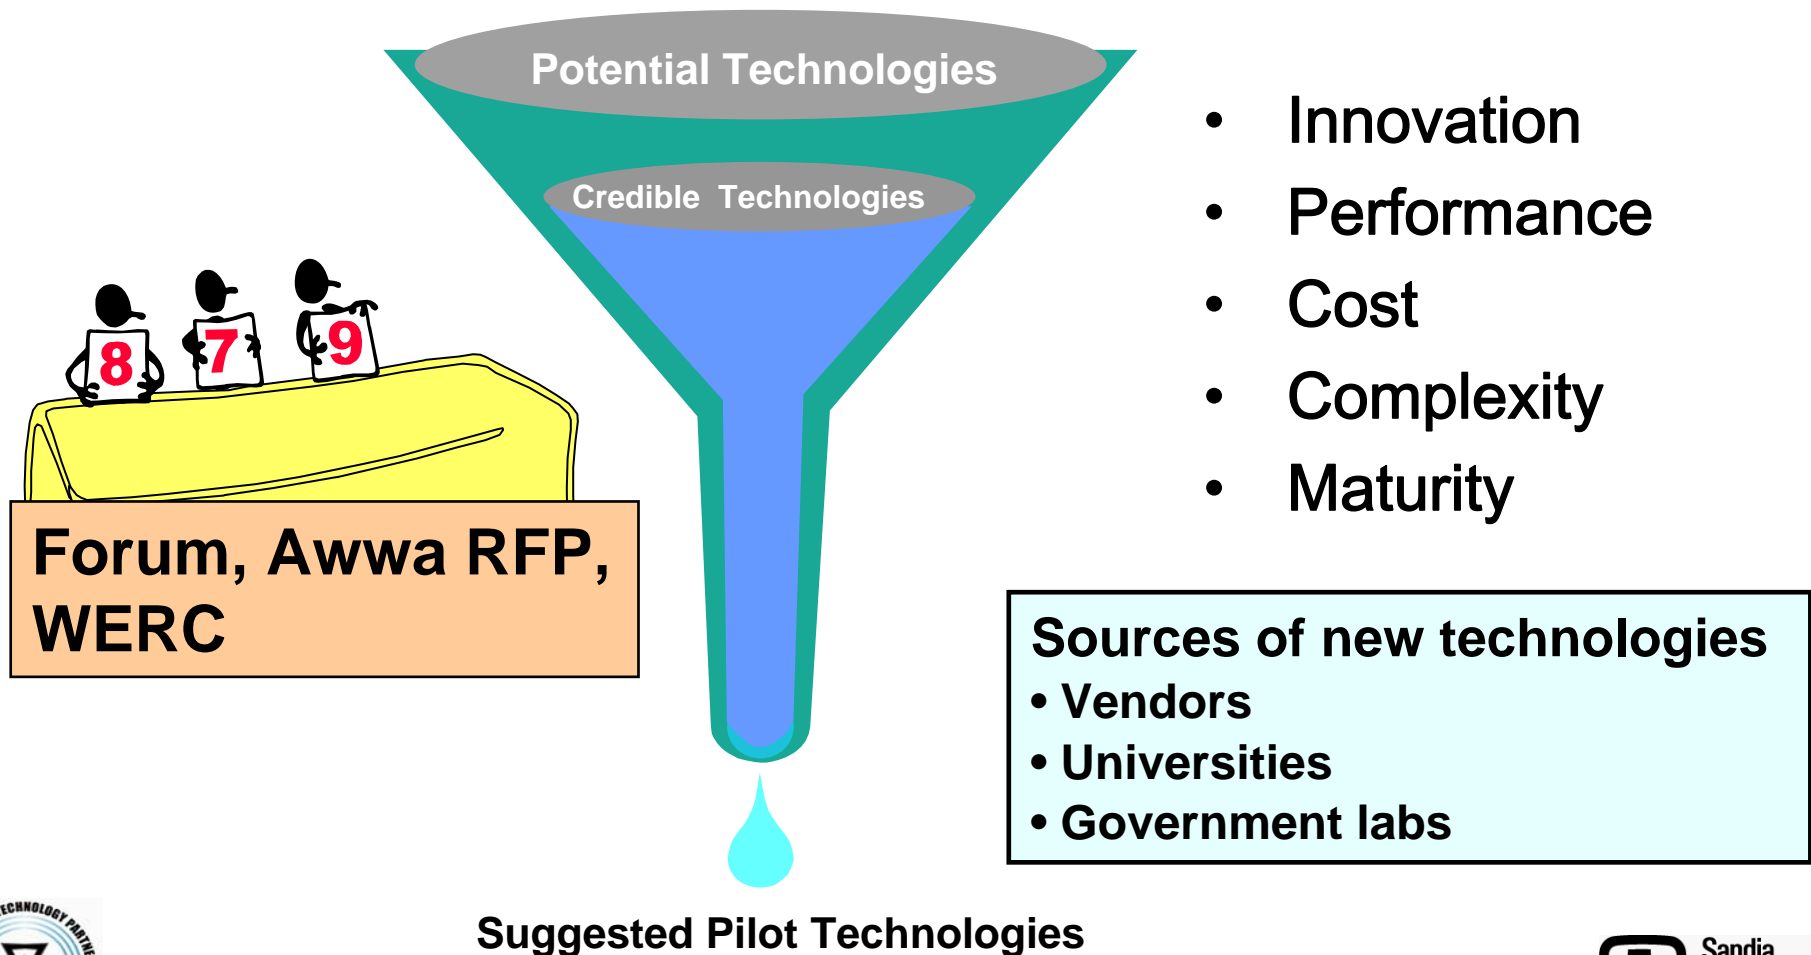 Potential Technologies
Credible Technologies
8 7 9
Forum, Awwa RFP,
WERC
• Innovation
• Performance
• Cost
• Complexity
• Maturity
Sources of new technologies
• Vendors
• Universities
• Government labs
Suggested Pilot Technologies
TECHNOLOGY
Sandia